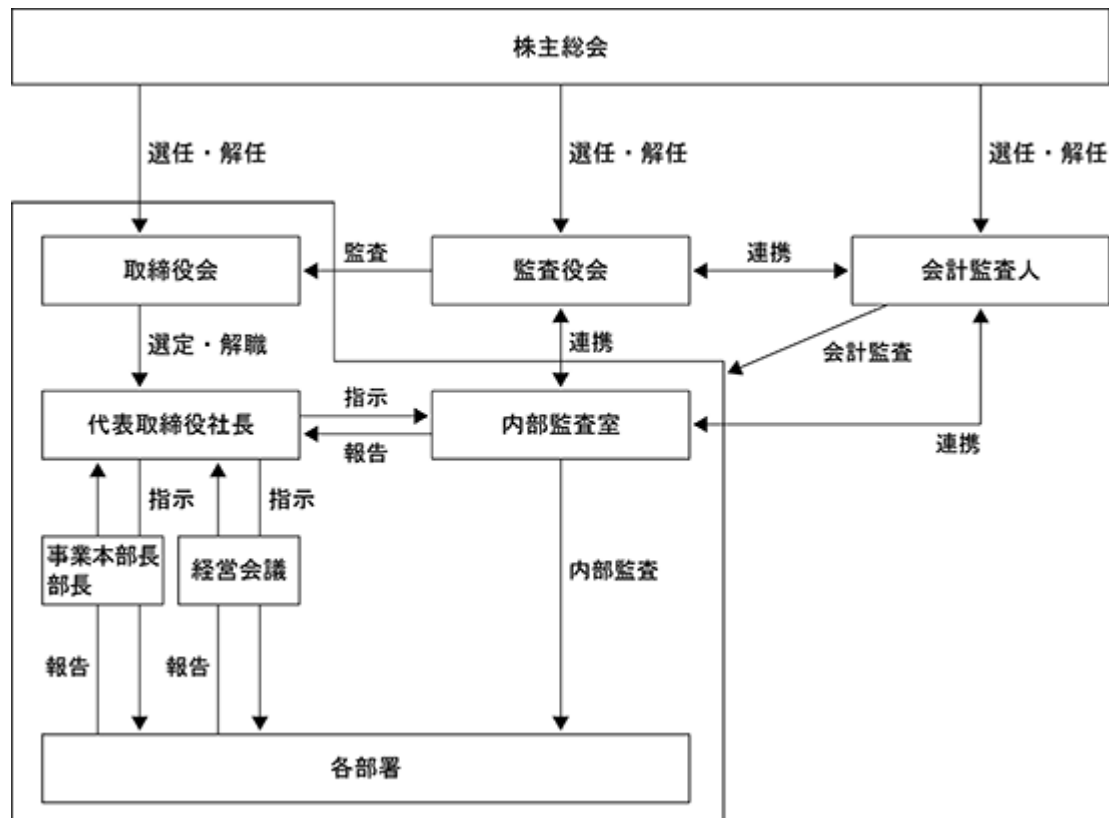 株主総会
選任・解任
選任・解任
選任・解任
取締役会
監査
監査役会
連携
会計監査人
選定・解職
連携
会計監査
代表取締役社長
指示
報告
内部監査室
連携
指示
指示
事業本部長
部長
経営会議
内部監査
報告
報告
各部署